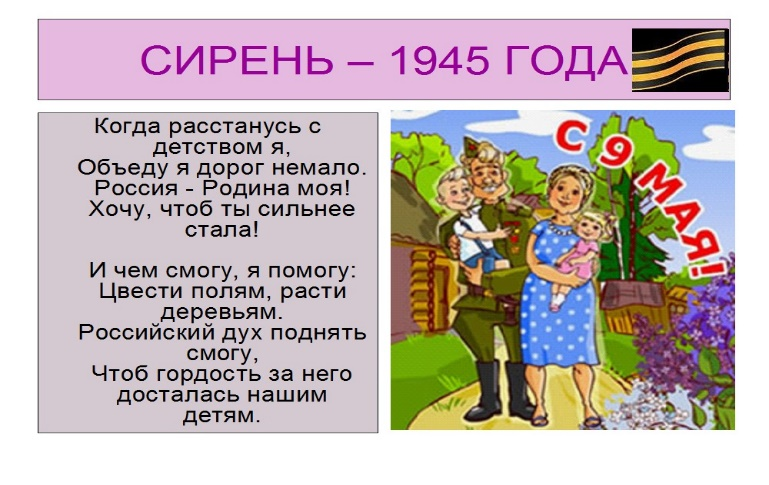 СИРЕНЬ – 1945 ГОДА
Когда расстанусь с
детством я,
Объеду я дорог немало.
Россия - Родина моя!
Хочу, чтоб ты сильнее
стала!
И чем смогу, я помогу:
Цвести полям, расти
деревьям.
Российский дух поднять
смогу,
Чтоб гордость за него
досталась нашим
детям.
С 9 МАЯ!